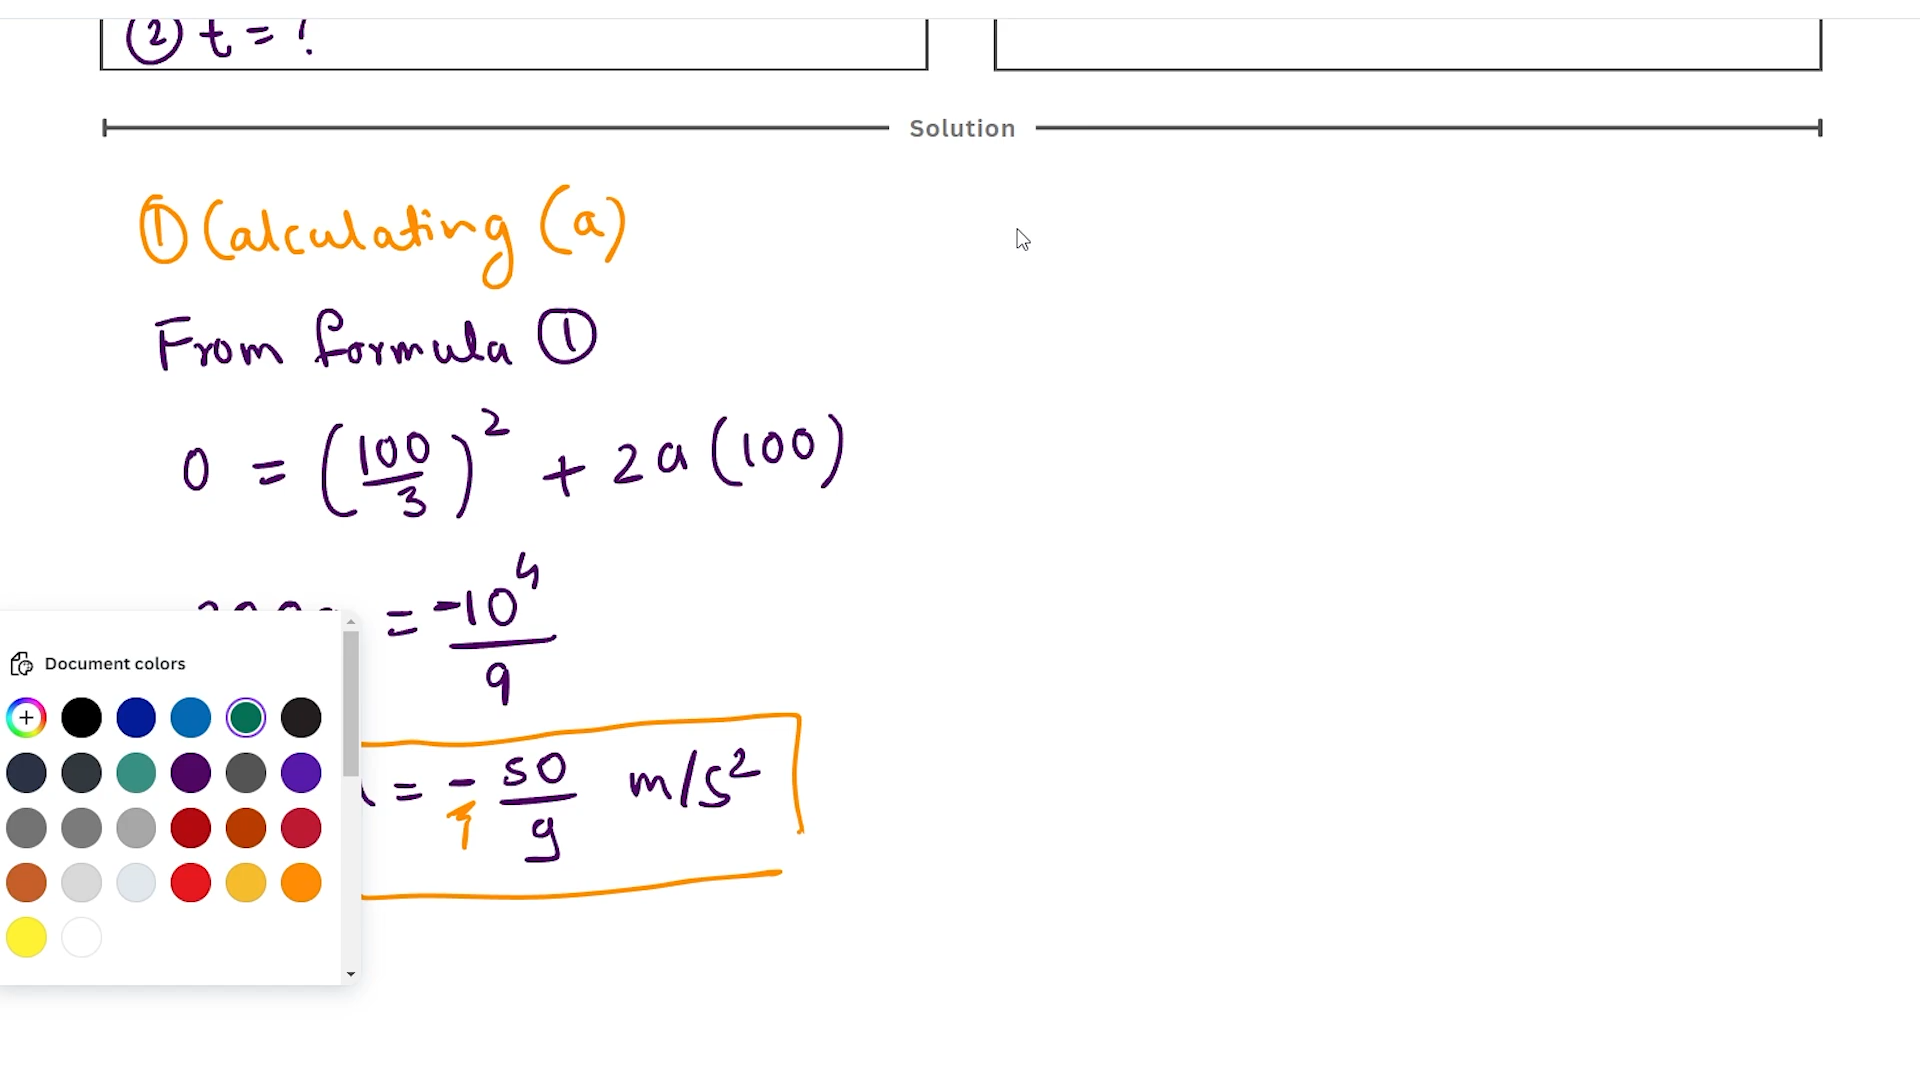 ② t = ?
Solution
① Calculating (a)
From formula ①
0 = (100/3)² + 2a(100)
= -10⁴/9
= - 50/9 m/s²
Document colors